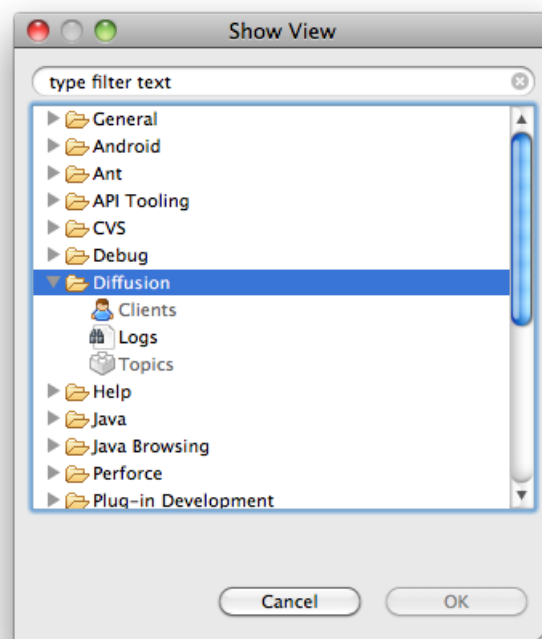 Show View
type filter text
General
Android
Ant
API Tooling
CVS
Debug
Diffusion
Clients
Logs
Topics
Help
Java
Java Browsing
Perforce
Plug-in Development
Cancel
OK